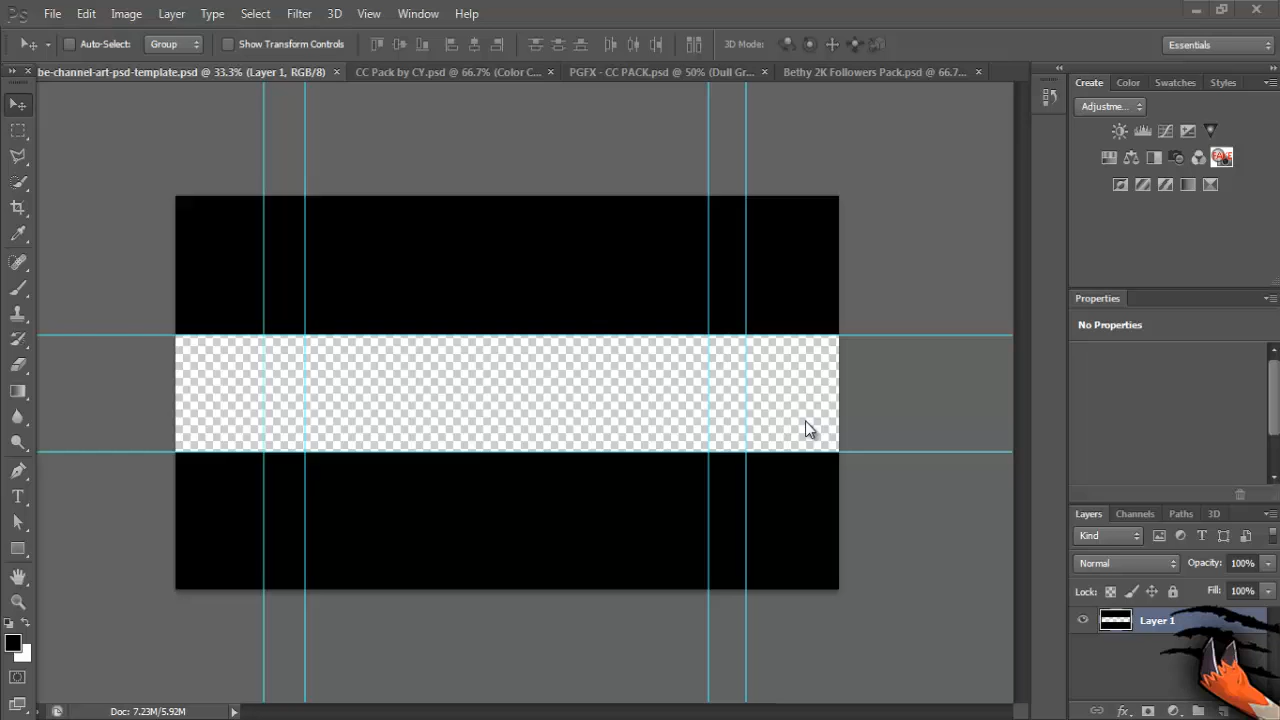 Ps File Edit Image Layer Type Select Filter 3D View Window Help
Auto-Select: Group Show Transform Controls 3D Mode: Essentials
be-channel-art-psd-template.psd @ 33.3% (Layer 1, RGB/8) × CC Pack by CY.psd @ 66.7% (Color C... × PGFX - CC PACK.psd @ 50% (Dull Gr... × Bethy 2K Followers Pack.psd @ 66.7... ×
Create Color Swatches Styles
Adjustme...
Properties
No Properties
Layers Channels Paths 3D
Kind
Normal Opacity: 100%
Lock: Fill: 100%
Layer 1
Doc: 7.23M/5.92M